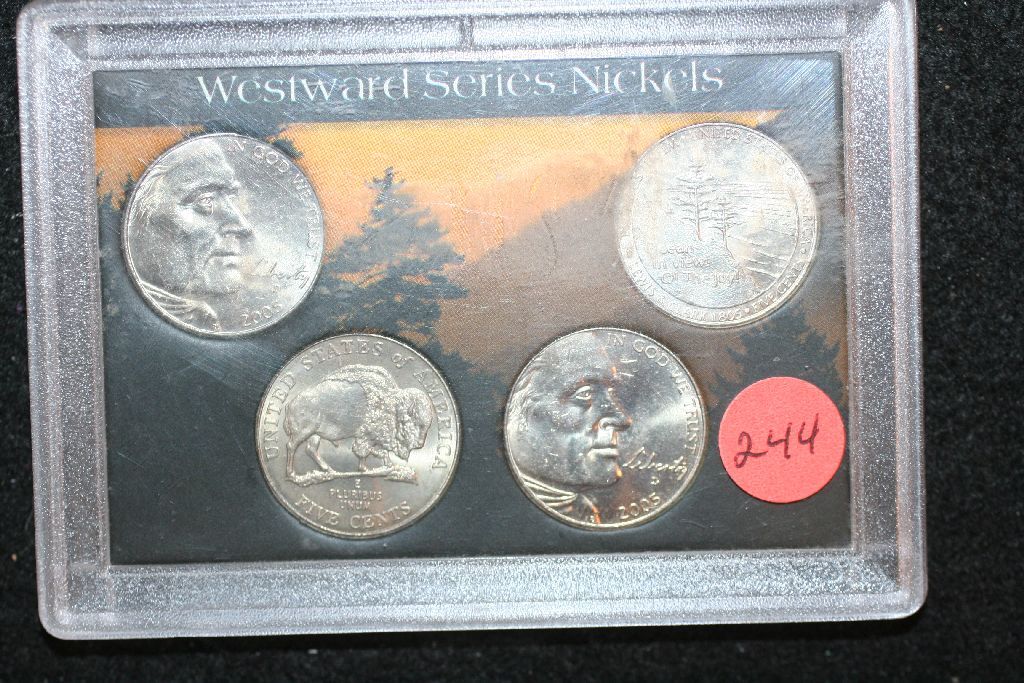 Westward Series Nickels
IN GOD WE TRUST
Liberty
2005
UNITED STATES of AMERICA
E
PLURIBUS
UNUM
FIVE CENTS
IN GOD WE TRUST
Liberty
D
2005
244